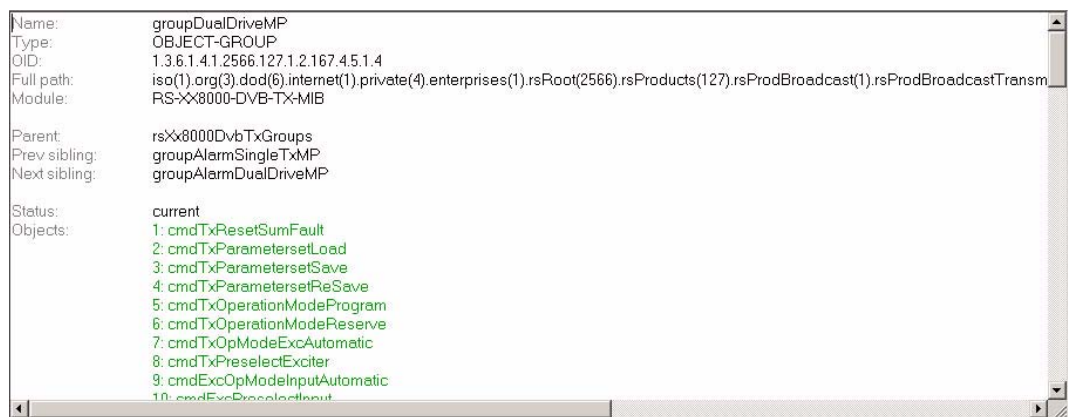 Name: groupDualDriveMP
Type: OBJECT-GROUP
OID: 1.3.6.1.4.1.2566.127.1.2.167.4.5.1.4
Full path: iso(1).org(3).dod(6).internet(1).private(4).enterprises(1).rsRoot(2566).rsProducts(127).rsProdBroadcast(1).rsProdBroadcastTransm
Module: RS-XX8000-DVB-TX-MIB
Parent: rsXx8000DvbTxGroups
Prev sibling: groupAlarmSingleTxMP
Next sibling: groupAlarmDualDriveMP
Status: current
Objects: 1: cmdTxResetSumFault
2: cmdTxParametersetLoad
3: cmdTxParametersetSave
4: cmdTxParametersetReSave
5: cmdTxOperationModeProgram
6: cmdTxOperationModeReserve
7: cmdTxOpModeExcAutomatic
8: cmdTxPreselectExciter
9: cmdExcOpModeInputAutomatic
10: cmdExcPreselectInput